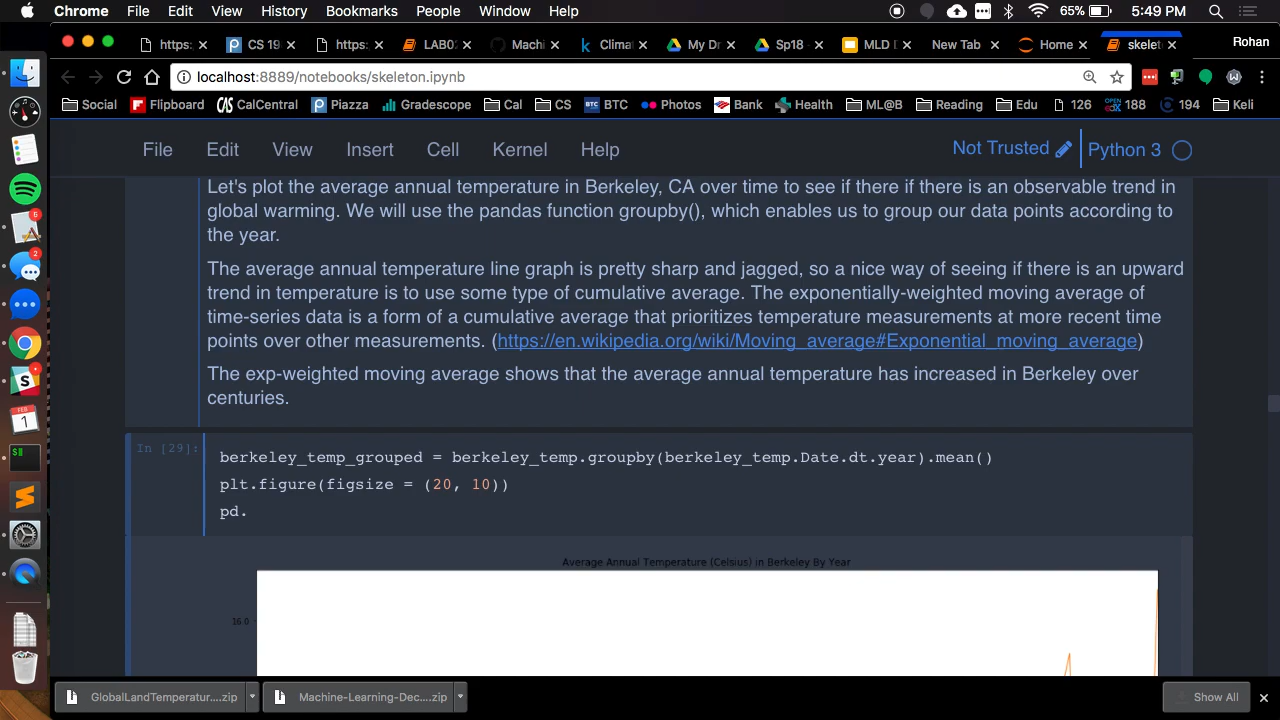 Chrome File Edit View History Bookmarks People Window Help 65% 5:49 PM
https: CS 19 https: LAB0 Machi Climat My Dr Sp18 - MLD D New Tab Home skelet Rohan
localhost:8889/notebooks/skeleton.ipynb
Social Flipboard CalCentral Piazza Gradescope Cal CS BTC Photos Bank Health ML@B Reading Edu 126 188 194 Keli
File Edit View Insert Cell Kernel Help Not Trusted Python 3
Let's plot the average annual temperature in Berkeley, CA over time to see if there if there is an observable trend in
global warming. We will use the pandas function groupby(), which enables us to group our data points according to
the year.
The average annual temperature line graph is pretty sharp and jagged, so a nice way of seeing if there is an upward
trend in temperature is to use some type of cumulative average. The exponentially-weighted moving average of
time-series data is a form of a cumulative average that prioritizes temperature measurements at more recent time
points over other measurements. (https://en.wikipedia.org/wiki/Moving_average#Exponential_moving_average)
The exp-weighted moving average shows that the average annual temperature has increased in Berkeley over
centuries.
In [29]: berkeley_temp_grouped = berkeley_temp.groupby(berkeley_temp.Date.dt.year).mean()
plt.figure(figsize = (20, 10))
pd.
Average Annual Temperature (Celsius) in Berkeley By Year
16.0
GlobalLandTemperatur....zip Machine-Learning-Dec....zip Show All